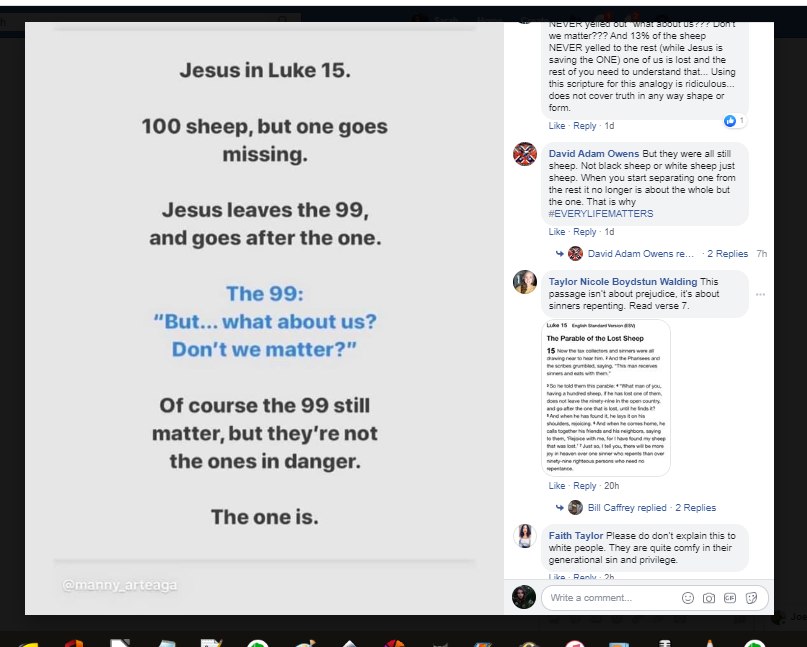 Jesus in Luke 15.
100 sheep, but one goes
missing.
Jesus leaves the 99,
and goes after the one.
The 99:
“But... what about us?
Don’t we matter?”
Of course the 99 still
matter, but they’re not
the ones in danger.
The one is.
@manny_arteaga
NEVER yelled out "what about us??? Don't
we matter??? And 13% of the sheep
NEVER yelled to the rest (while Jesus is
saving the ONE) one of us is lost and the
rest of you need to understand that... Using
this scripture for this analogy is ridiculous...
does not cover truth in any way shape or
form.
1
Like · Reply · 1d
David Adam Owens But they were all still
sheep. Not black sheep or white sheep just
sheep. When you start separating one from
the rest it no longer is about the whole but
the one. That is why
#EVERYLIFEMATTERS
Like · Reply · 1d
David Adam Owens re... · 2 Replies 7h
Taylor Nicole Boydstun Walding This
passage isn't about prejudice, it's about
sinners repenting. Read verse 7.
Luke 15 English Standard Version (ESV)
The Parable of the Lost Sheep
15 Now the tax collectors and sinners were all
drawing near to hear him. 2 And the Pharisees and
the scribes grumbled, saying, "This man receives
sinners and eats with them."
3 So he told them this parable: 4 "What man of you,
having a hundred sheep, if he has lost one of them,
does not leave the ninety-nine in the open country,
and go after the one that is lost, until he finds it?
5 And when he has found it, he lays it on his
shoulders, rejoicing. 6 And when he comes home, he
calls together his friends and his neighbors, saying
to them, 'Rejoice with me, for I have found my sheep
that was lost.' 7 Just so, I tell you, there will be more
joy in heaven over one sinner who repents than over
ninety-nine righteous persons who need no
repentance.
Like · Reply · 20h
Bill Caffrey replied · 2 Replies
Faith Taylor Please do don't explain this to
white people. They are quite comfy in their
generational sin and privilege.
Like · Reply · 2h
Write a comment...
GIF